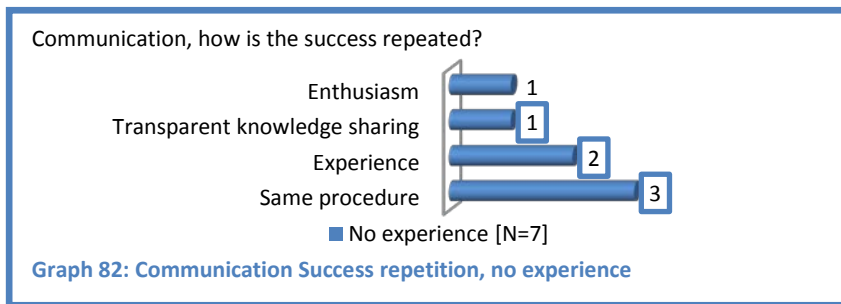 Communication, how is the success repeated?
Enthusiasm 1
Transparent knowledge sharing 1
Experience 2
Same procedure 3
No experience [N=7]
Graph 82: Communication Success repetition, no experience